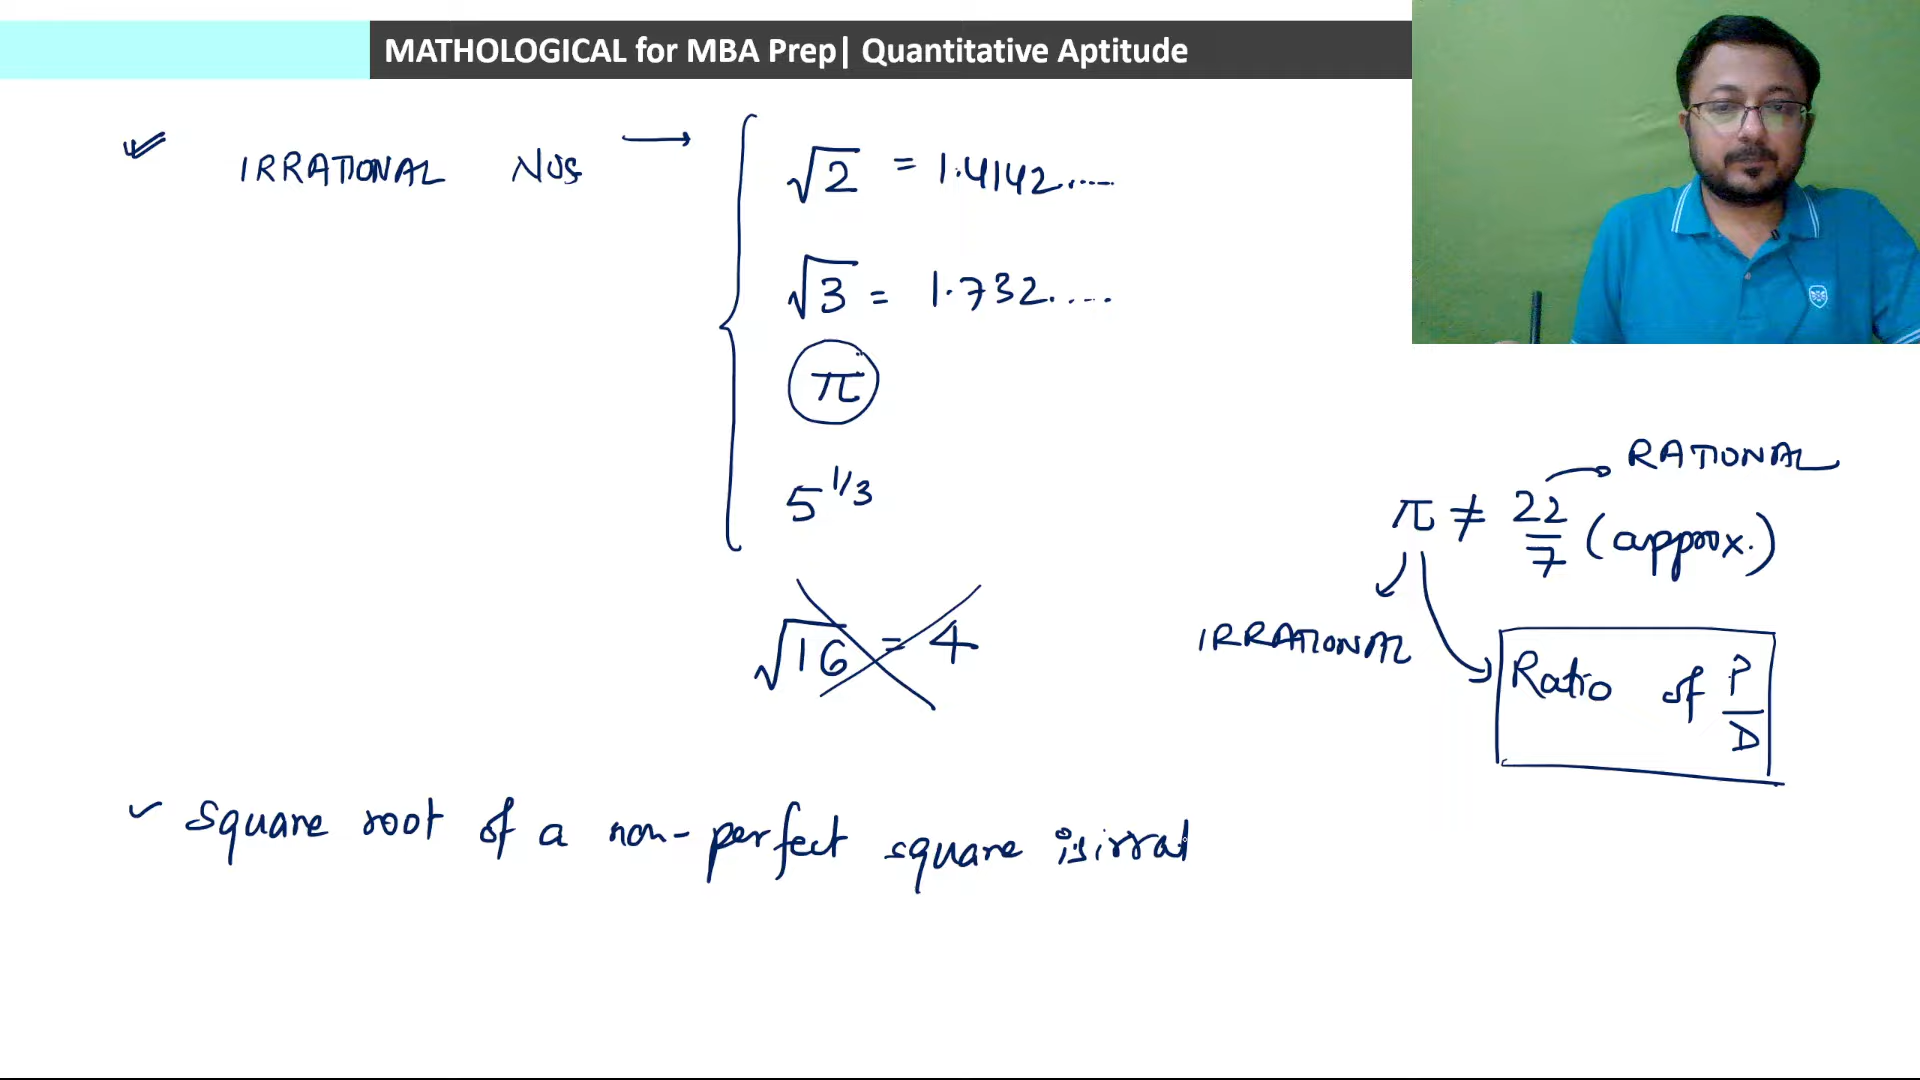 MATHOLOGICAL for MBA Prep| Quantitative Aptitude
IRRATIONAL NOS →
√2 = 1.4142.....
√3 = 1.732.....
π
5^1/3
√16 = 4
RATIONAL
π ≠ 22/7 (approx.)
IRRATIONAL
Ratio of P/D
Square root of a non-perfect square is irrat